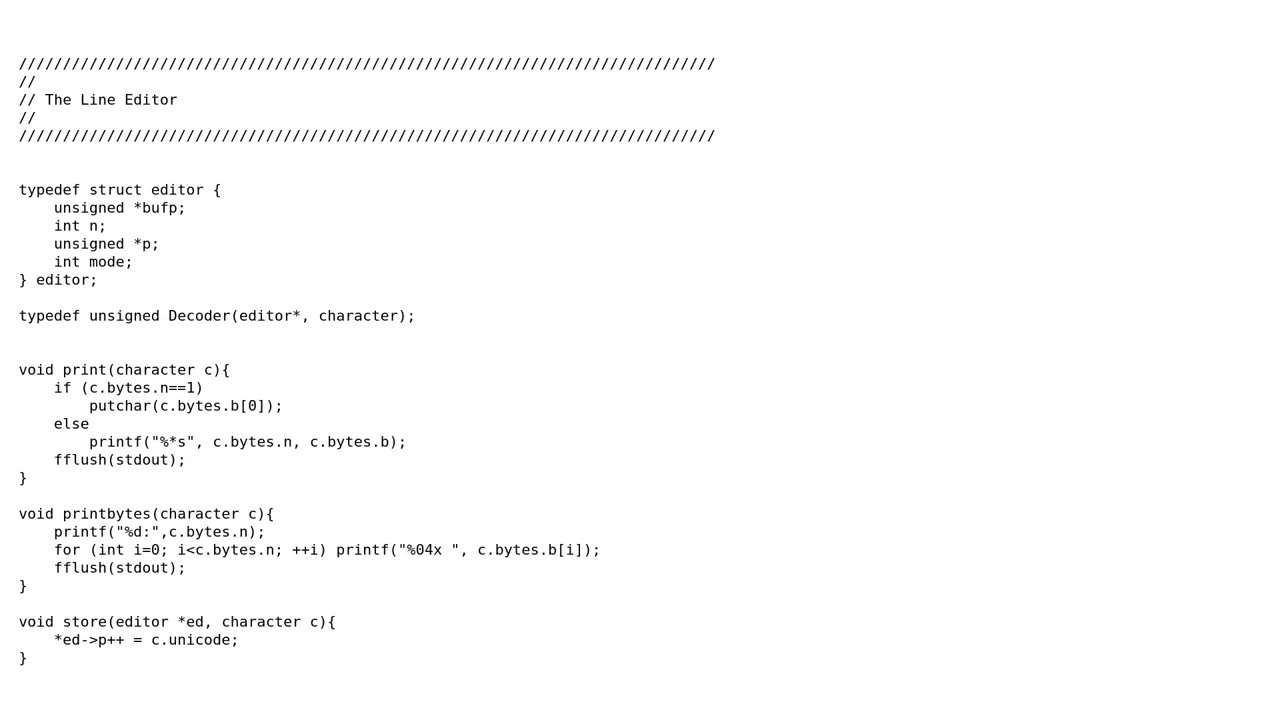 ///////////////////////////////////////////////////////////////////////////////
//
// The Line Editor
//
///////////////////////////////////////////////////////////////////////////////
typedef struct editor {
    unsigned *bufp;
    int n;
    unsigned *p;
    int mode;
} editor;
typedef unsigned Decoder(editor*, character);
void print(character c){
    if (c.bytes.n==1)
        putchar(c.bytes.b[0]);
    else
        printf("%*s", c.bytes.n, c.bytes.b);
    fflush(stdout);
}
void printbytes(character c){
    printf("%d:",c.bytes.n);
    for (int i=0; i<c.bytes.n; ++i) printf("%04x ", c.bytes.b[i]);
    fflush(stdout);
}
void store(editor *ed, character c){
    *ed->p++ = c.unicode;
}